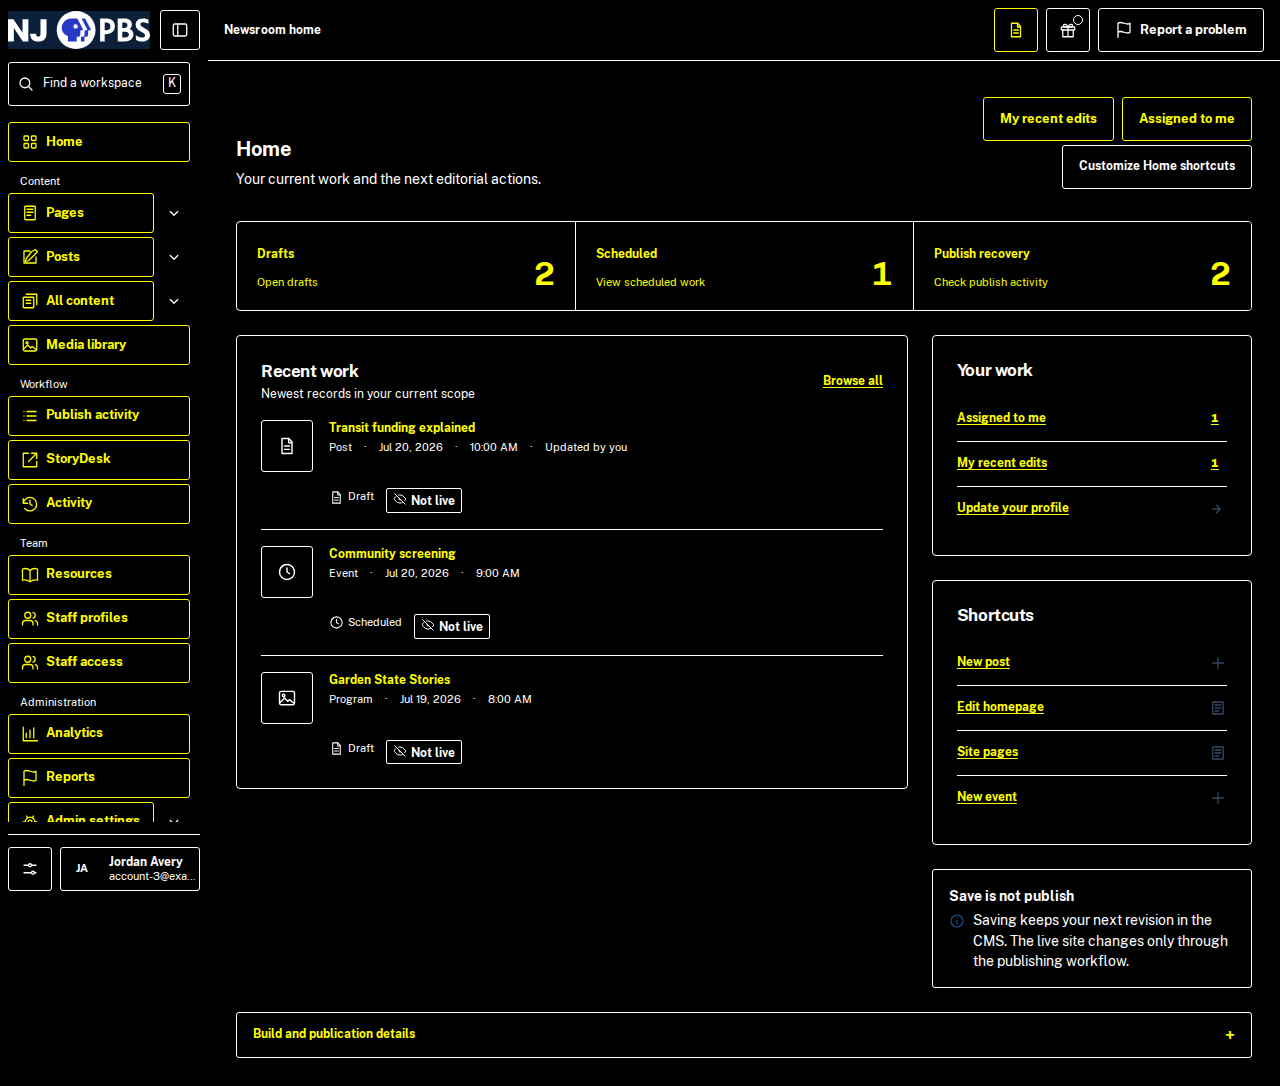 NJ PBS
Newsroom home
Report a problem
Find a workspace
K
Home
Content
Pages
Posts
All content
Media library
Workflow
Publish activity
StoryDesk
Activity
Team
Resources
Staff profiles
Staff access
Administration
Analytics
Reports
Admin settings
JA
Jordan Avery
account-3@exa...
Home
Your current work and the next editorial actions.
My recent edits
Assigned to me
Customize Home shortcuts
Drafts
Open drafts
2
Scheduled
View scheduled work
1
Publish recovery
Check publish activity
2
Recent work
Newest records in your current scope
Browse all
Transit funding explained
Post · Jul 20, 2026 · 10:00 AM · Updated by you
Draft Not live
Community screening
Event · Jul 20, 2026 · 9:00 AM
Scheduled Not live
Garden State Stories
Program · Jul 19, 2026 · 8:00 AM
Draft Not live
Your work
Assigned to me 1
My recent edits 1
Update your profile →
Shortcuts
New post +
Edit homepage
Site pages
New event +
Save is not publish
Saving keeps your next revision in the
CMS. The live site changes only through
the publishing workflow.
Build and publication details +